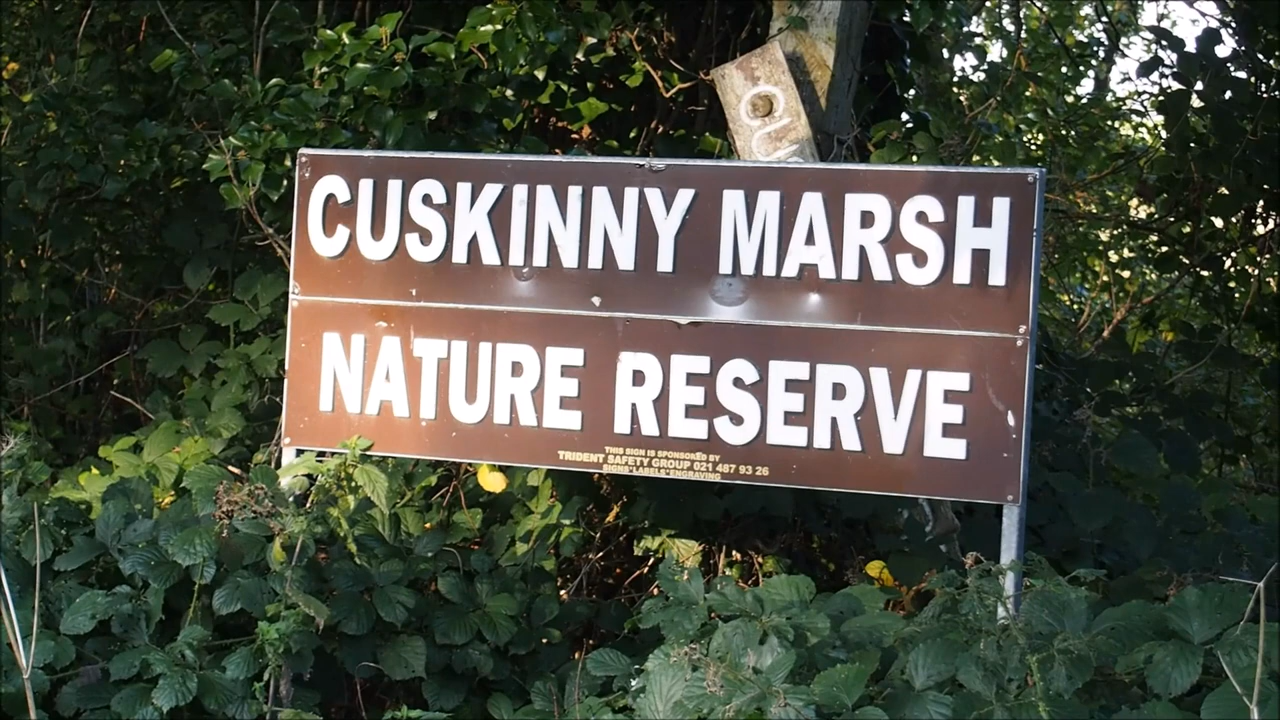 CUSKINNY MARSH
NATURE RESERVE
THIS SIGN IS SPONSORED BY
TRIDENT SAFETY GROUP 021 487 93 26
SIGNS*LABELS*ENGRAVING